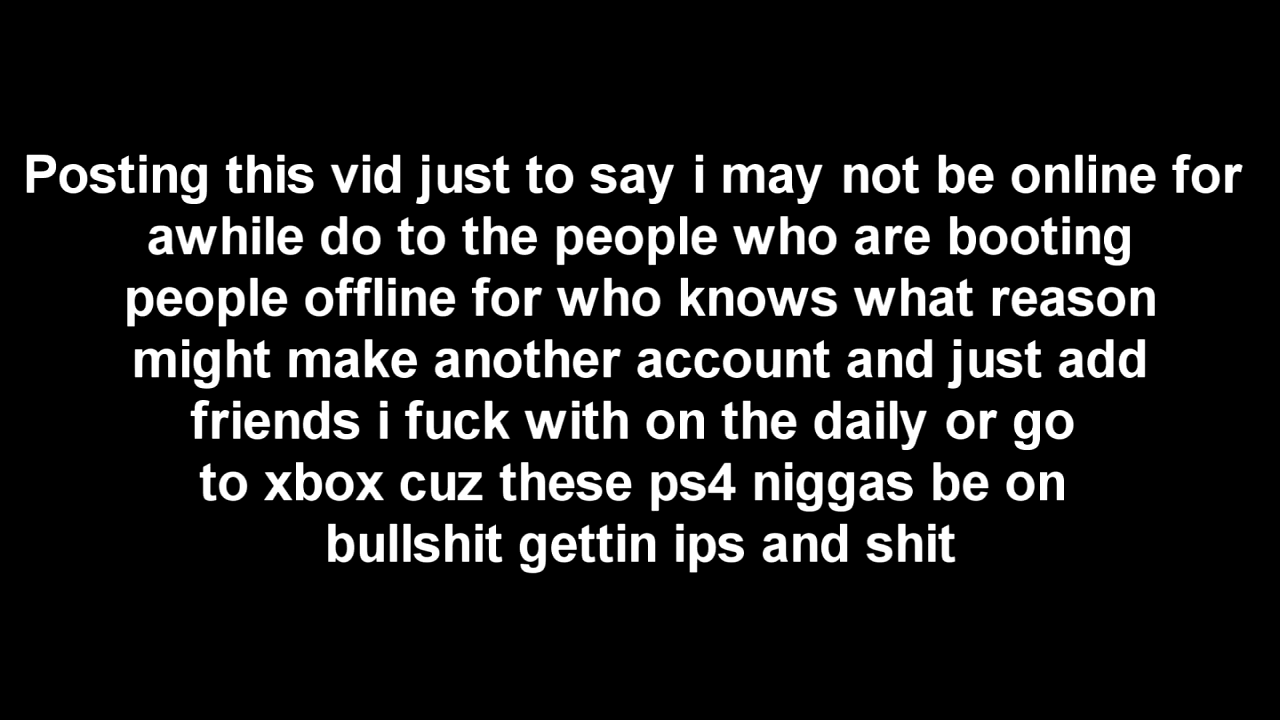 Posting this vid just to say i may not be online for
awhile do to the people who are booting
people offline for who knows what reason
might make another account and just add
friends i fuck with on the daily or go
to xbox cuz these ps4 niggas be on
bullshit gettin ips and shit